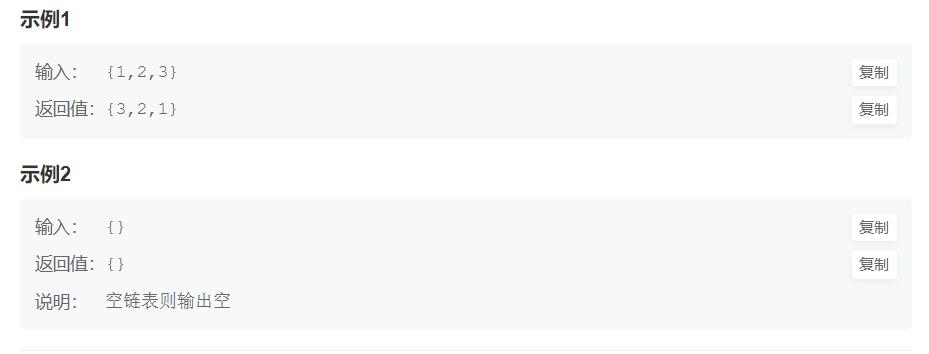 示例1
输入： {1,2,3} 复制
返回值：{3,2,1} 复制
示例2
输入： {} 复制
返回值：{} 复制
说明： 空链表则输出空